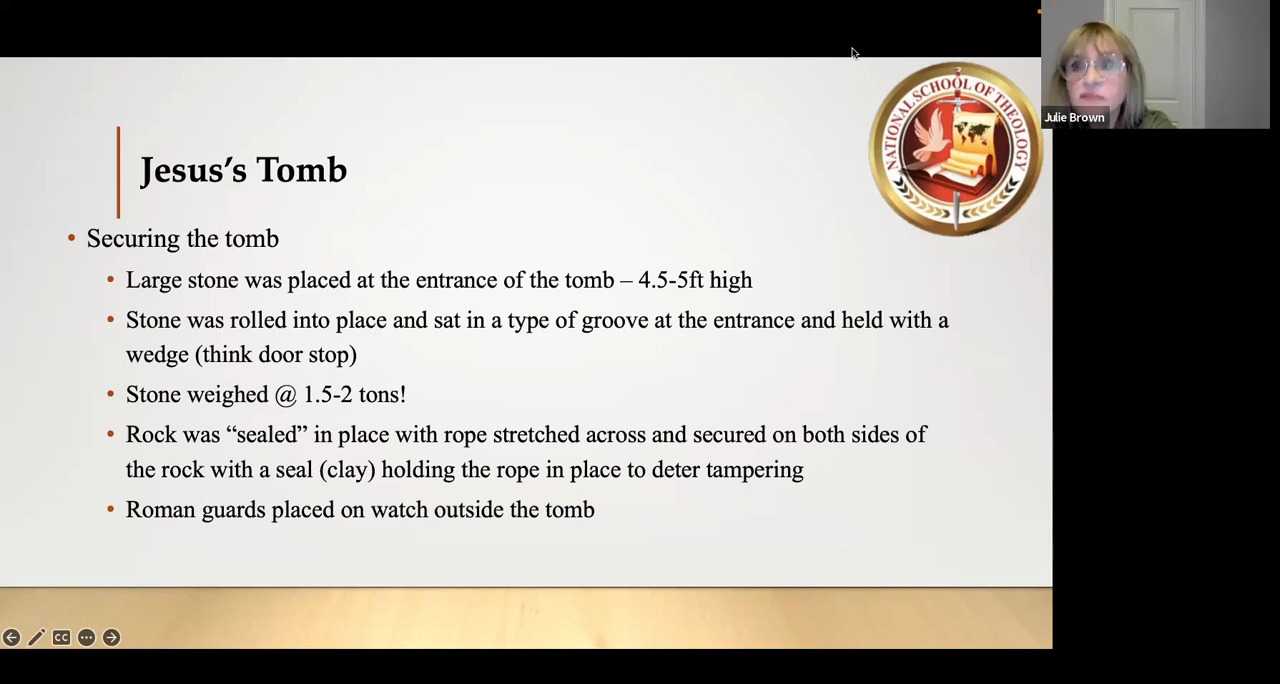 NATIONAL SCHOOL OF THEOLOGY
Julie Brown
Jesus’s Tomb
• Securing the tomb
• Large stone was placed at the entrance of the tomb – 4.5-5ft high
• Stone was rolled into place and sat in a type of groove at the entrance and held with a
wedge (think door stop)
• Stone weighed @ 1.5-2 tons!
• Rock was “sealed” in place with rope stretched across and secured on both sides of
the rock with a seal (clay) holding the rope in place to deter tampering
• Roman guards placed on watch outside the tomb
CC